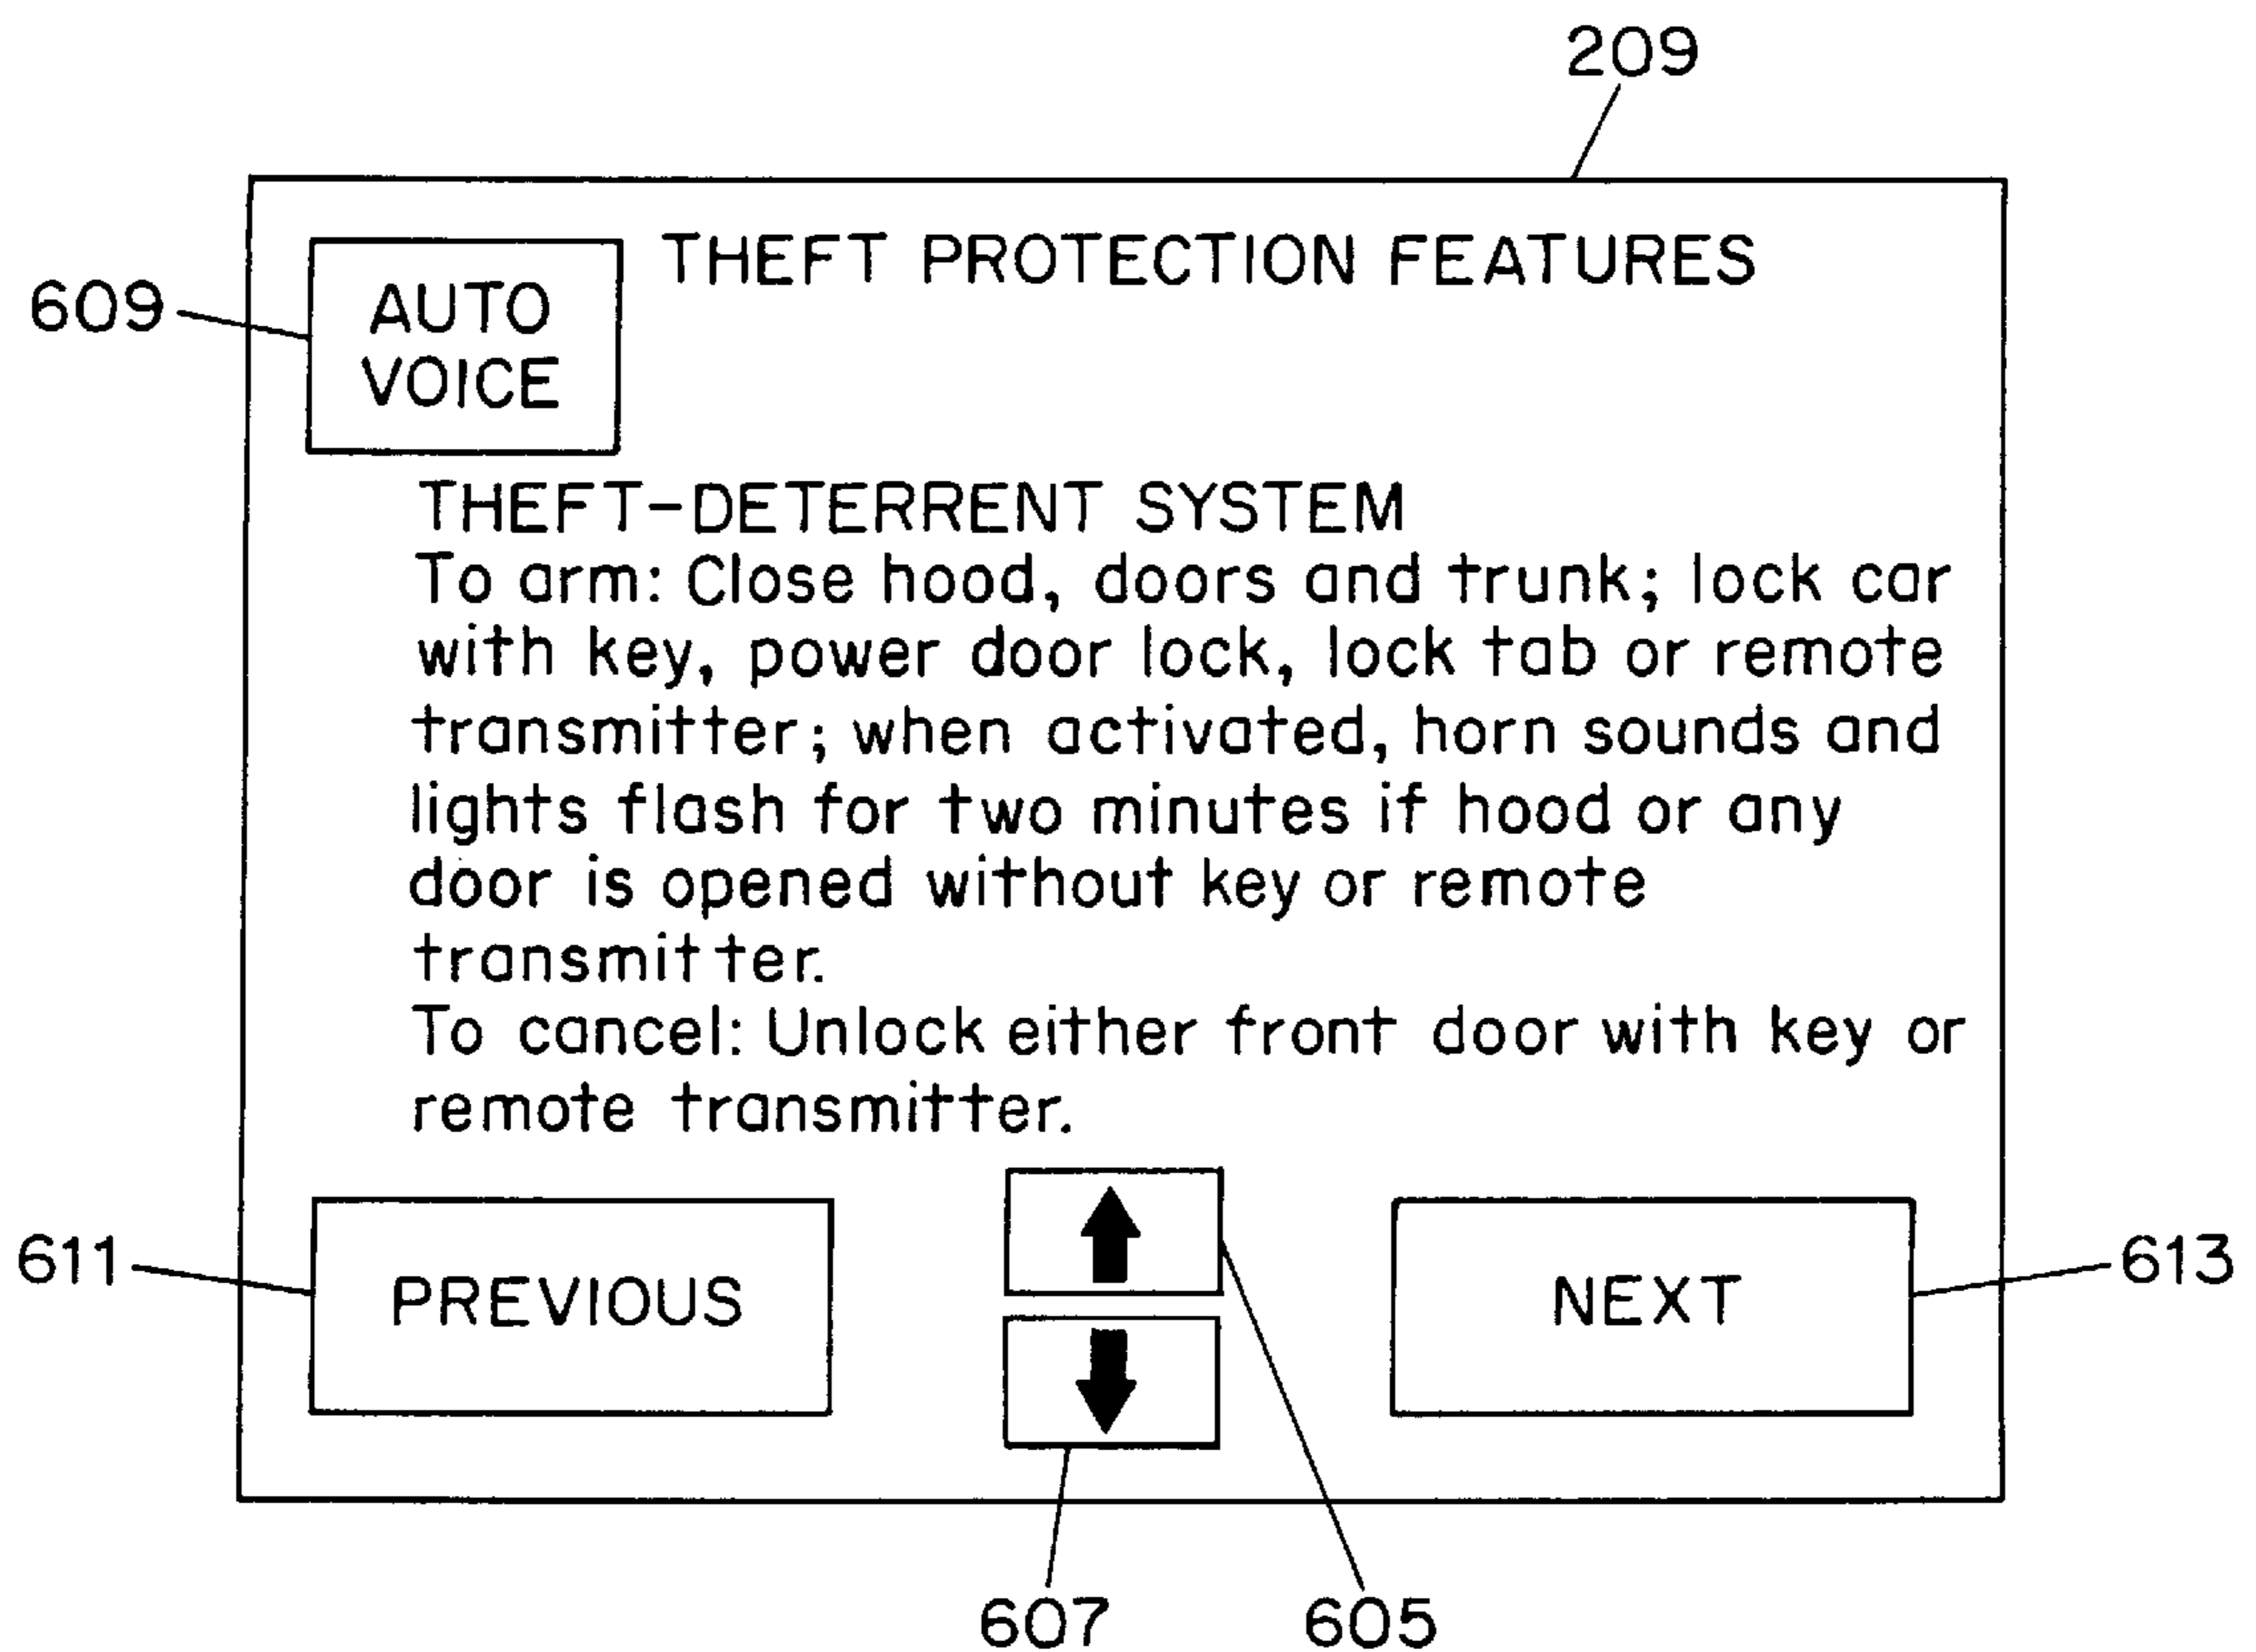 209
THEFT PROTECTION FEATURES
609
AUTO
VOICE
THEFT-DETERRENT SYSTEM
To arm: Close hood, doors and trunk; lock car
with key, power door lock, lock tab or remote
transmitter; when activated, horn sounds and
lights flash for two minutes if hood or any
door is opened without key or remote
transmitter.
To cancel: Unlock either front door with key or
remote transmitter.
611
PREVIOUS
NEXT
613
607
605